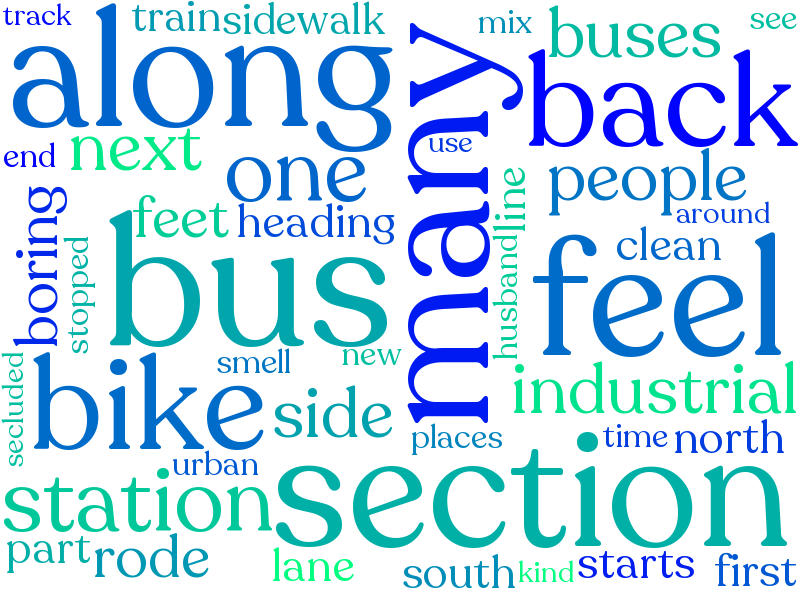 track
train
sidewalk
mix
buses
see
along
many
back
use
end
next
one
people
boring
feet
heading
line
around
stopped
bus
husband
clean
feel
secluded
bike
smell
new
side
industrial
places
time
north
urban
station
section
part
rode
lane
south
kind
starts
first